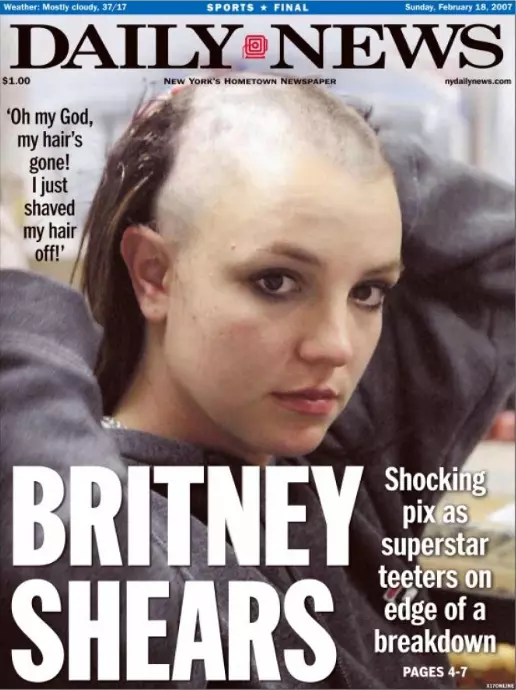 Weather: Mostly cloudy, 37/17 SPORTS ★ FINAL Sunday, February 18, 2007
DAILY NEWS
$1.00 NEW YORK'S HOMETOWN NEWSPAPER nydailynews.com
'Oh my God,
my hair's
gone!
I just
shaved
my hair
off!'
BRITNEY
SHEARS
Shocking
pix as
superstar
teeters on
edge of a
breakdown
PAGES 4-7
X17ONLINE